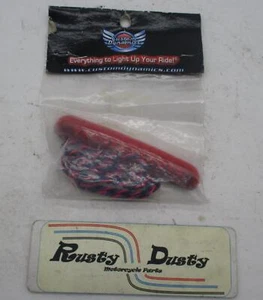 Everything to Light Up Your Ride!®
www.customdynamics.com
Rusty Dusty
Motorcycle Parts